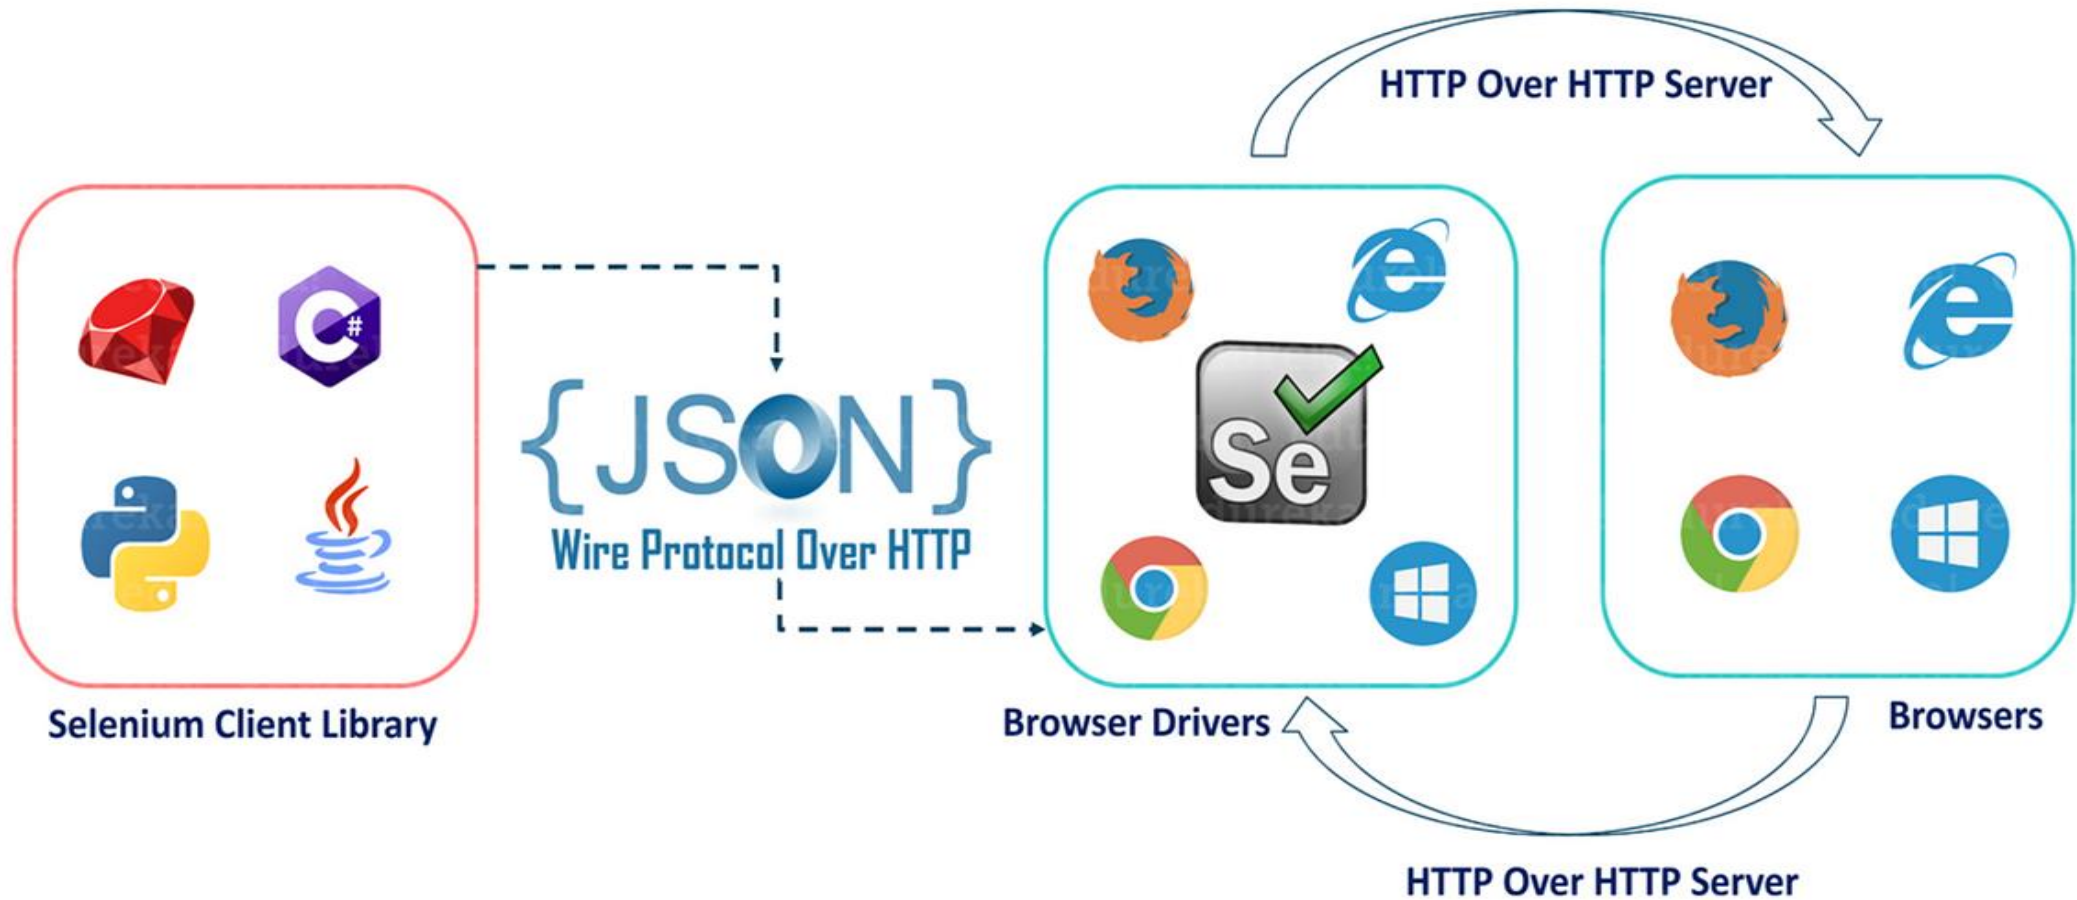 HTTP Over HTTP Server
C#
{JSON}
Wire Protocol Over HTTP
Se
Selenium Client Library
Browser Drivers
Browsers
HTTP Over HTTP Server